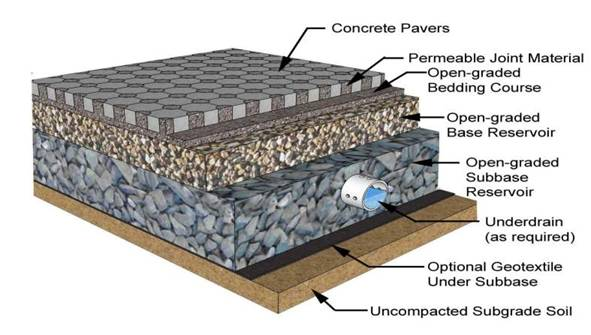 Concrete Pavers
Permeable Joint Material
Open-graded
Bedding Course
Open-graded
Base Reservoir
Open-graded
Subbase
Reservoir
Underdrain
(as required)
Optional Geotextile
Under Subbase
Uncompacted Subgrade Soil